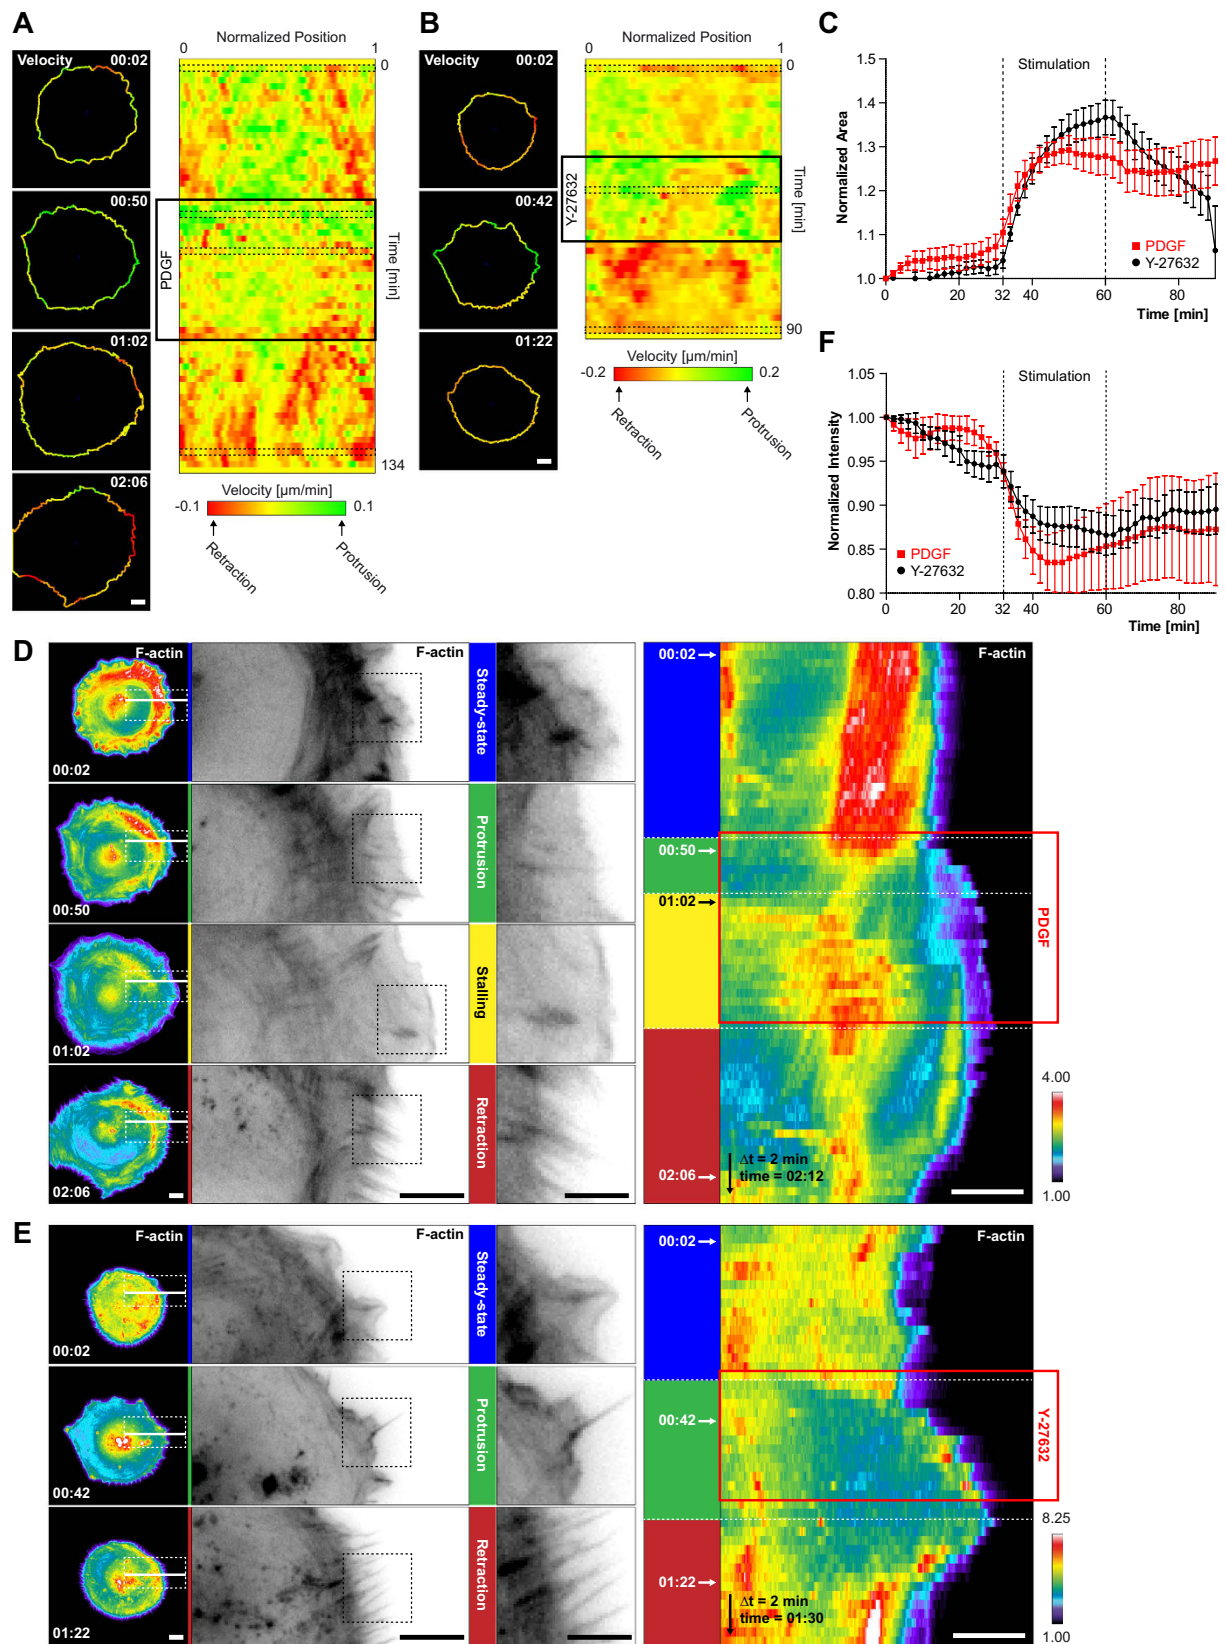 A
Velocity 00:02
00:50
01:02
02:06
Normalized Position
0 1
0
Time [min]
134
PDGF
Velocity [µm/min]
-0.1 0.1
Retraction
Protrusion
B
Velocity 00:02
00:42
01:22
Normalized Position
0 1
0
Time [min]
90
Y-27632
Velocity [µm/min]
-0.2 0.2
Retraction
Protrusion
C
Stimulation
Normalized Area
1.5
1.4
1.3
1.2
1.1
1.0
PDGF
Y-27632
0 20 32 40 60 80
Time [min]
F
Stimulation
Normalized Intensity
1.05
1.00
0.95
0.90
0.85
0.80
PDGF
Y-27632
0 20 32 40 60 80
Time [min]
D
F-actin
00:02
F-actin
Steady-state
00:50
Protrusion
01:02
Stalling
02:06
Retraction
F-actin
00:02
00:50
01:02
02:06
PDGF
Δt = 2 min
time = 02:12
4.00
1.00
E
F-actin
00:02
F-actin
Steady-state
00:42
Protrusion
01:22
Retraction
F-actin
00:02
00:42
01:22
Y-27632
Δt = 2 min
time = 01:30
8.25
1.00